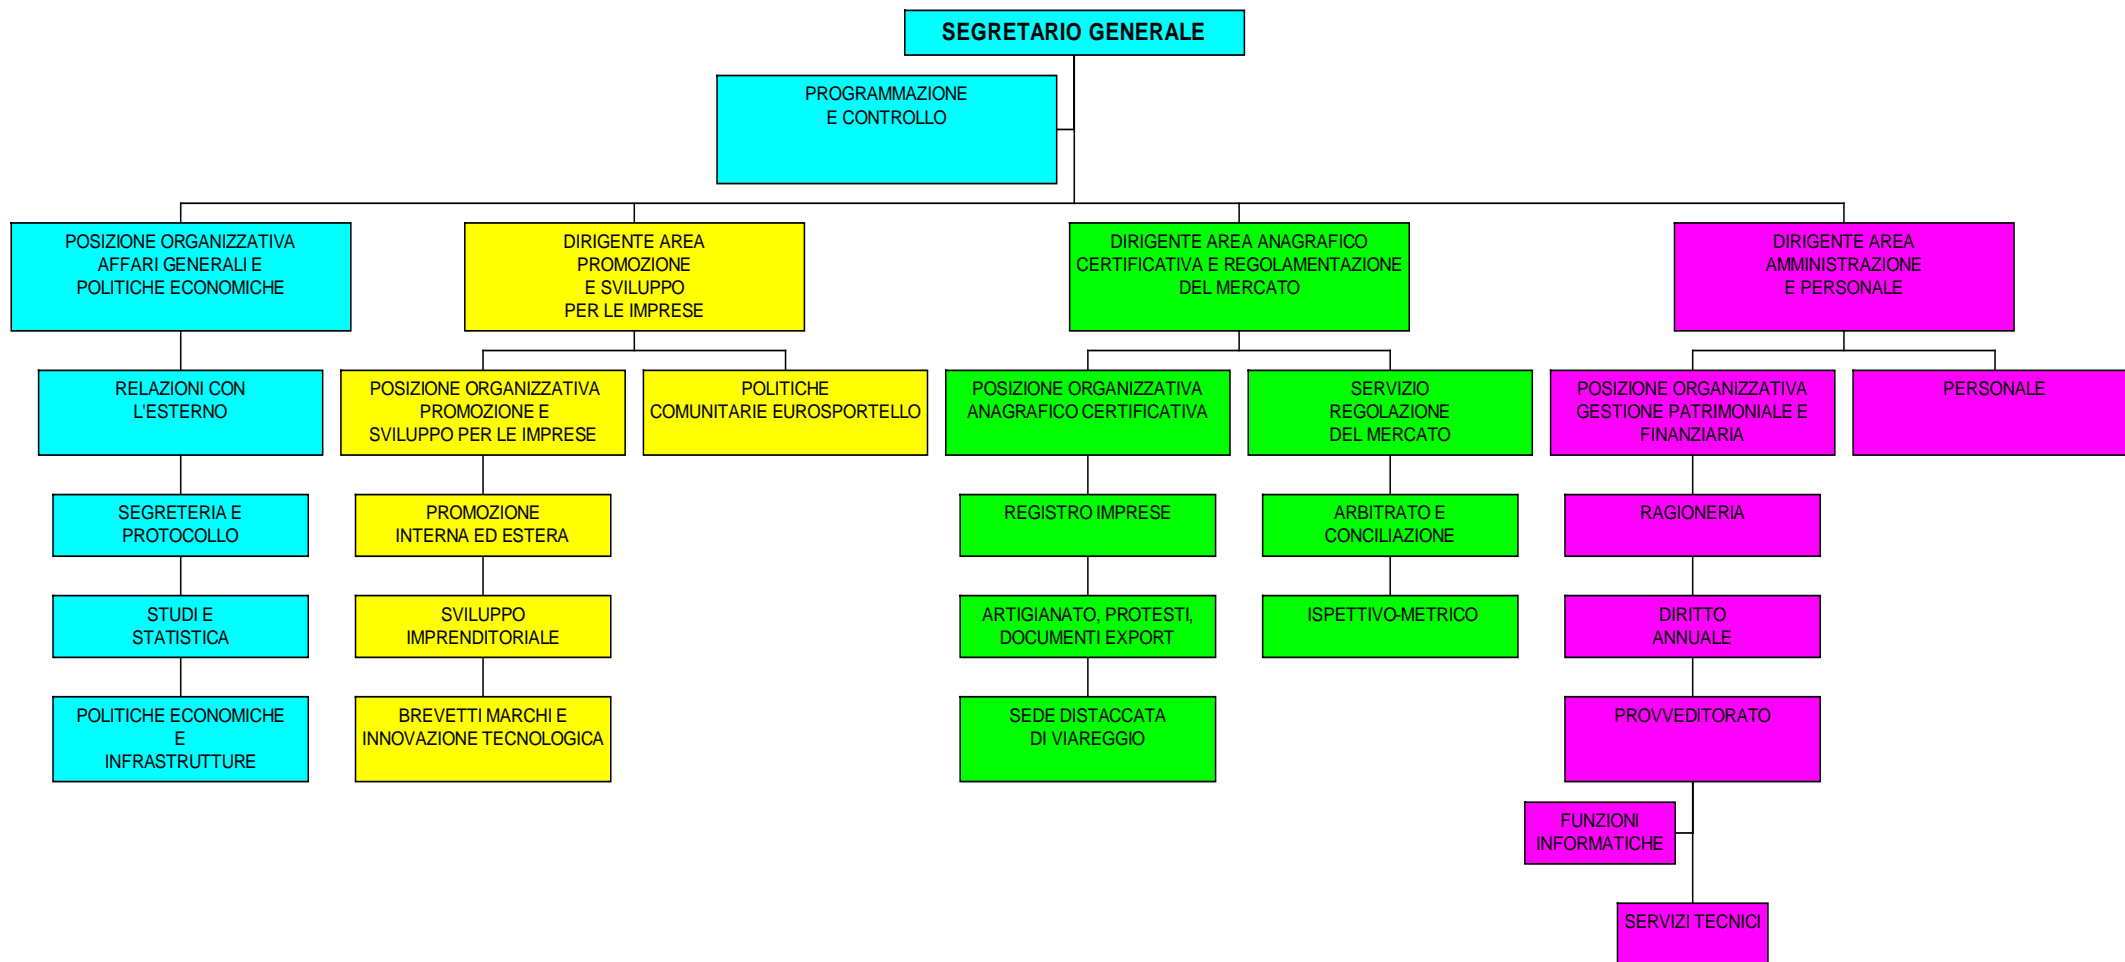 SEGRETARIO GENERALE
PROGRAMMAZIONE
E CONTROLLO
POSIZIONE ORGANIZZATIVA
AFFARI GENERALI E
POLITICHE ECONOMICHE
DIRIGENTE AREA
PROMOZIONE
E SVILUPPO
PER LE IMPRESE
DIRIGENTE AREA ANAGRAFICO
CERTIFICATIVA E REGOLAMENTAZIONE
DEL MERCATO
DIRIGENTE AREA
AMMINISTRAZIONE
E PERSONALE
RELAZIONI CON
L'ESTERNO
POSIZIONE ORGANIZZATIVA
PROMOZIONE E
SVILUPPO PER LE IMPRESE
POLITICHE
COMUNITARIE EUROSPORTELLO
POSIZIONE ORGANIZZATIVA
ANAGRAFICO CERTIFICATIVA
SERVIZIO
REGOLAZIONE
DEL MERCATO
POSIZIONE ORGANIZZATIVA
GESTIONE PATRIMONIALE E
FINANZIARIA
PERSONALE
SEGRETERIA E
PROTOCOLLO
PROMOZIONE
INTERNA ED ESTERA
REGISTRO IMPRESE
ARBITRATO E
CONCILIAZIONE
RAGIONERIA
STUDI E
STATISTICA
SVILUPPO
IMPRENDITORIALE
ARTIGIANATO, PROTESTI,
DOCUMENTI EXPORT
ISPETTIVO-METRICO
DIRITTO
ANNUALE
POLITICHE ECONOMICHE
E
INFRASTRUTTURE
BREVETTI MARCHI E
INNOVAZIONE TECNOLOGICA
SEDE DISTACCATA
DI VIAREGGIO
PROVVEDITORATO
FUNZIONI
INFORMATICHE
SERVIZI TECNICI